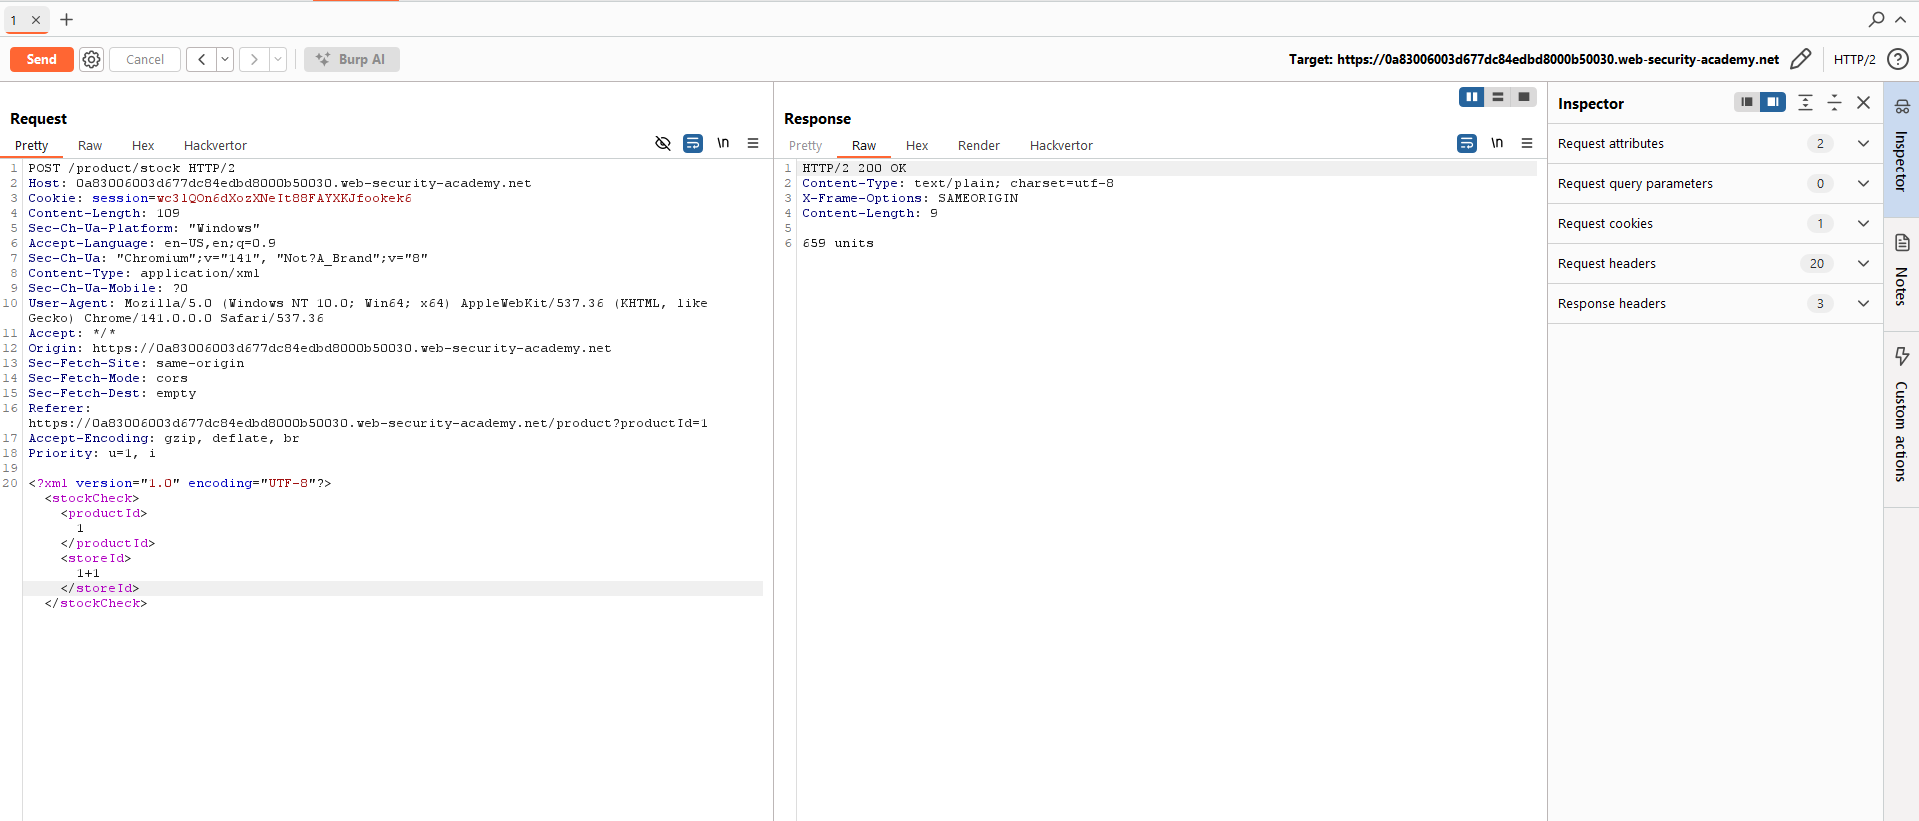 1
Send
Cancel
Burp AI
Target: https://0a83006003d677dc84edbd8000b50030.web-security-academy.net
HTTP/2
Request
Pretty Raw Hex Hackvertor
\n
1 POST /product/stock HTTP/2
2 Host: 0a83006003d677dc84edbd8000b50030.web-security-academy.net
3 Cookie: session=wc3lQOn6dXozXNeIt88FAYXKJfookek6
4 Content-Length: 109
5 Sec-Ch-Ua-Platform: "Windows"
6 Accept-Language: en-US,en;q=0.9
7 Sec-Ch-Ua: "Chromium";v="141", "Not?A_Brand";v="8"
8 Content-Type: application/xml
9 Sec-Ch-Ua-Mobile: ?0
10 User-Agent: Mozilla/5.0 (Windows NT 10.0; Win64; x64) AppleWebKit/537.36 (KHTML, like
Gecko) Chrome/141.0.0.0 Safari/537.36
11 Accept: */*
12 Origin: https://0a83006003d677dc84edbd8000b50030.web-security-academy.net
13 Sec-Fetch-Site: same-origin
14 Sec-Fetch-Mode: cors
15 Sec-Fetch-Dest: empty
16 Referer:
https://0a83006003d677dc84edbd8000b50030.web-security-academy.net/product?productId=1
17 Accept-Encoding: gzip, deflate, br
18 Priority: u=1, i
19
20 <?xml version="1.0" encoding="UTF-8"?>
<stockCheck>
<productId>
1
</productId>
<storeId>
1+1
</storeId>
</stockCheck>
Response
Pretty Raw Hex Render Hackvertor
\n
1 HTTP/2 200 OK
2 Content-Type: text/plain; charset=utf-8
3 X-Frame-Options: SAMEORIGIN
4 Content-Length: 9
5
6 659 units
Inspector
Request attributes 2
Request query parameters 0
Request cookies 1
Request headers 20
Response headers 3
Inspector
Notes
Custom actions